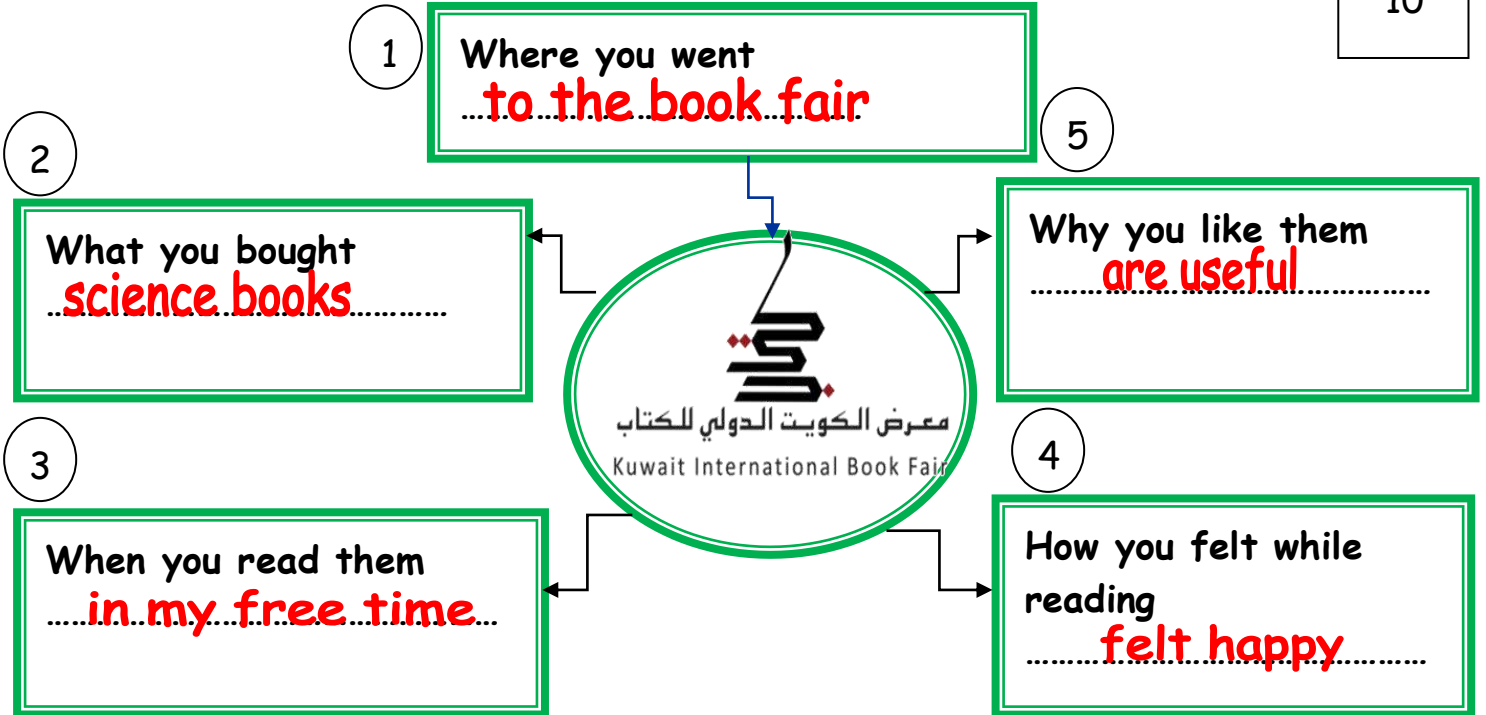 10
1
Where you went
to the book fair
2
What you bought
science books
3
When you read them
in my free time
4
How you felt while
reading
felt happy
5
Why you like them
are useful
معرض الكويت الدولي للكتاب
Kuwait International Book Fair